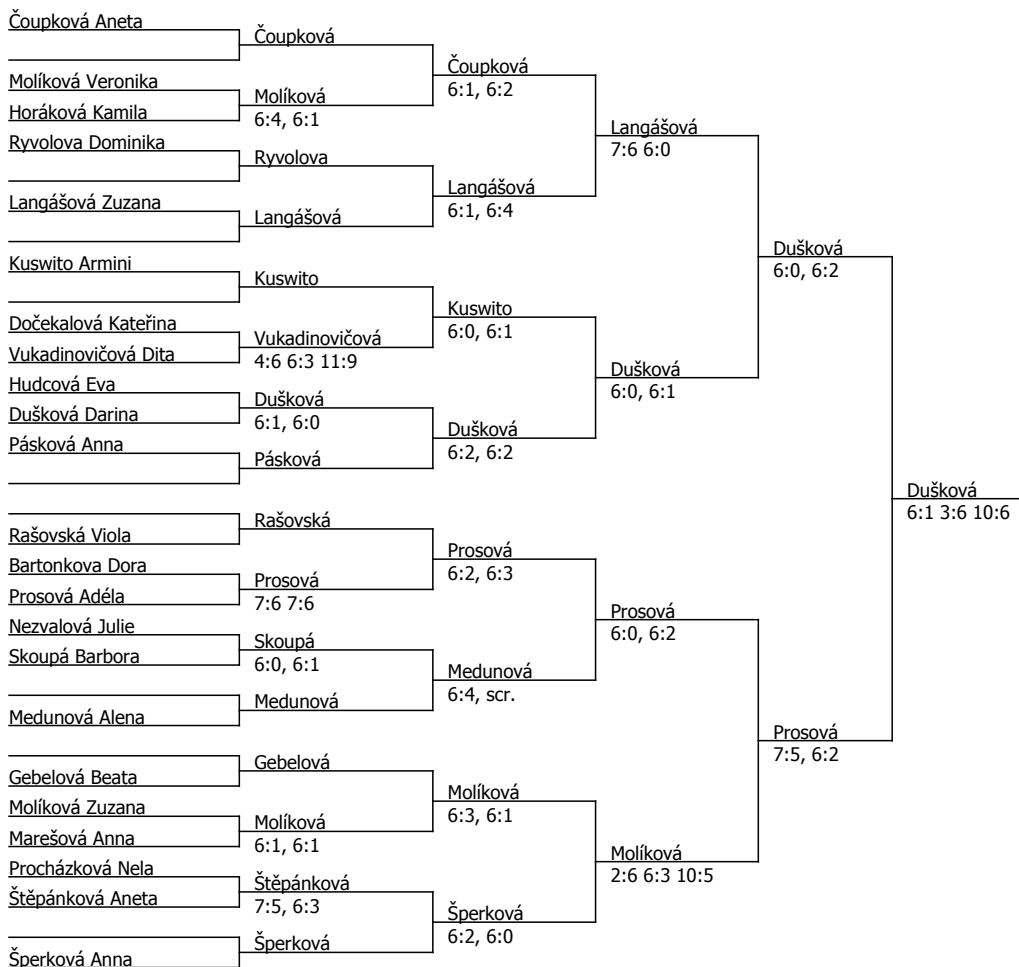 Čoupková Aneta
Molíková Veronika
Horáková Kamila
Ryvolova Dominika
Langášová Zuzana
Kuswito Armini
Dočekalová Kateřina
Vukadinovičová Dita
Hudcová Eva
Dušková Darina
Pásková Anna
Rašovská Viola
Bartonkova Dora
Prosová Adéla
Nezvalová Julie
Skoupá Barbora
Medunová Alena
Gebelová Beata
Molíková Zuzana
Marešová Anna
Procházková Nela
Štěpánková Aneta
Šperková Anna
Čoupková
Molíková
6:4, 6:1
Ryvolova
Langášová
Kuswito
Vukadinovičová
4:6 6:3 11:9
Dušková
6:1, 6:0
Pásková
Rašovská
Prosová
7:6 7:6
Skoupá
6:0, 6:1
Medunová
Gebelová
Molíková
6:1, 6:1
Štěpánková
7:5, 6:3
Šperková
Čoupková
6:1, 6:2
Langášová
6:1, 6:4
Kuswito
6:0, 6:1
Dušková
6:2, 6:2
Prosová
6:2, 6:3
Medunová
6:4, scr.
Molíková
6:3, 6:1
Šperková
6:2, 6:0
Langášová
7:6 6:0
Dušková
6:0, 6:1
Prosová
6:0, 6:2
Molíková
2:6 6:3 10:5
Dušková
6:0, 6:2
Prosová
7:5, 6:2
Dušková
6:1 3:6 10:6